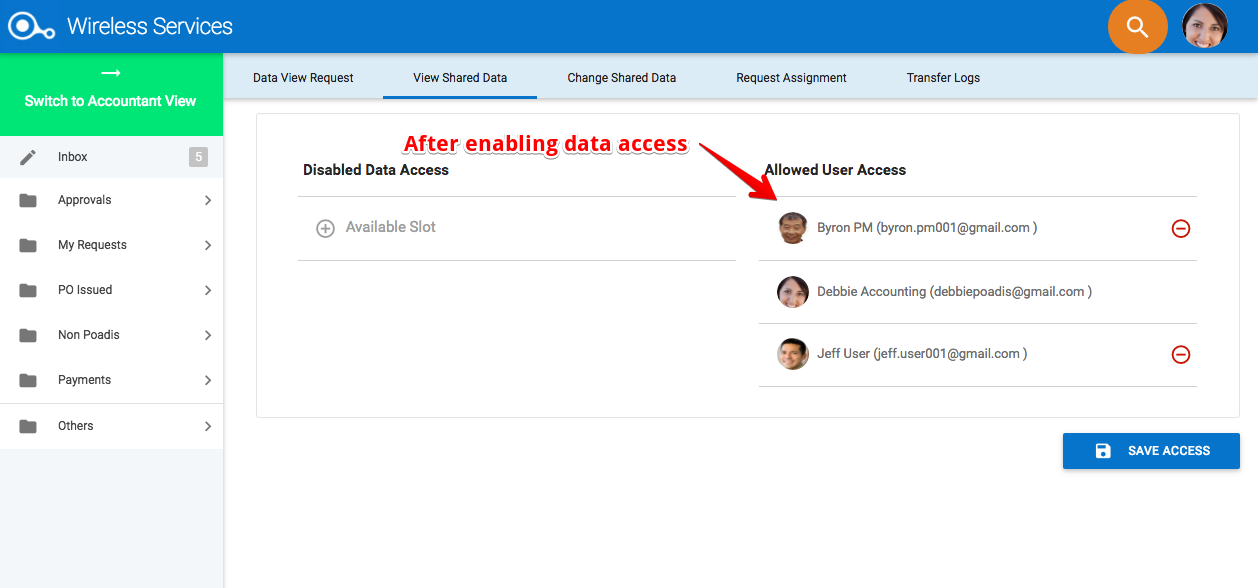 Wireless Services
Switch to Accountant View
Data View Request
View Shared Data
Change Shared Data
Request Assignment
Transfer Logs
Inbox
5
Approvals
My Requests
PO Issued
Non Poadis
Payments
Others
After enabling data access
Disabled Data Access
Available Slot
Allowed User Access
Byron PM (byron.pm001@gmail.com )
Debbie Accounting (debbiepoadis@gmail.com )
Jeff User (jeff.user001@gmail.com )
SAVE ACCESS